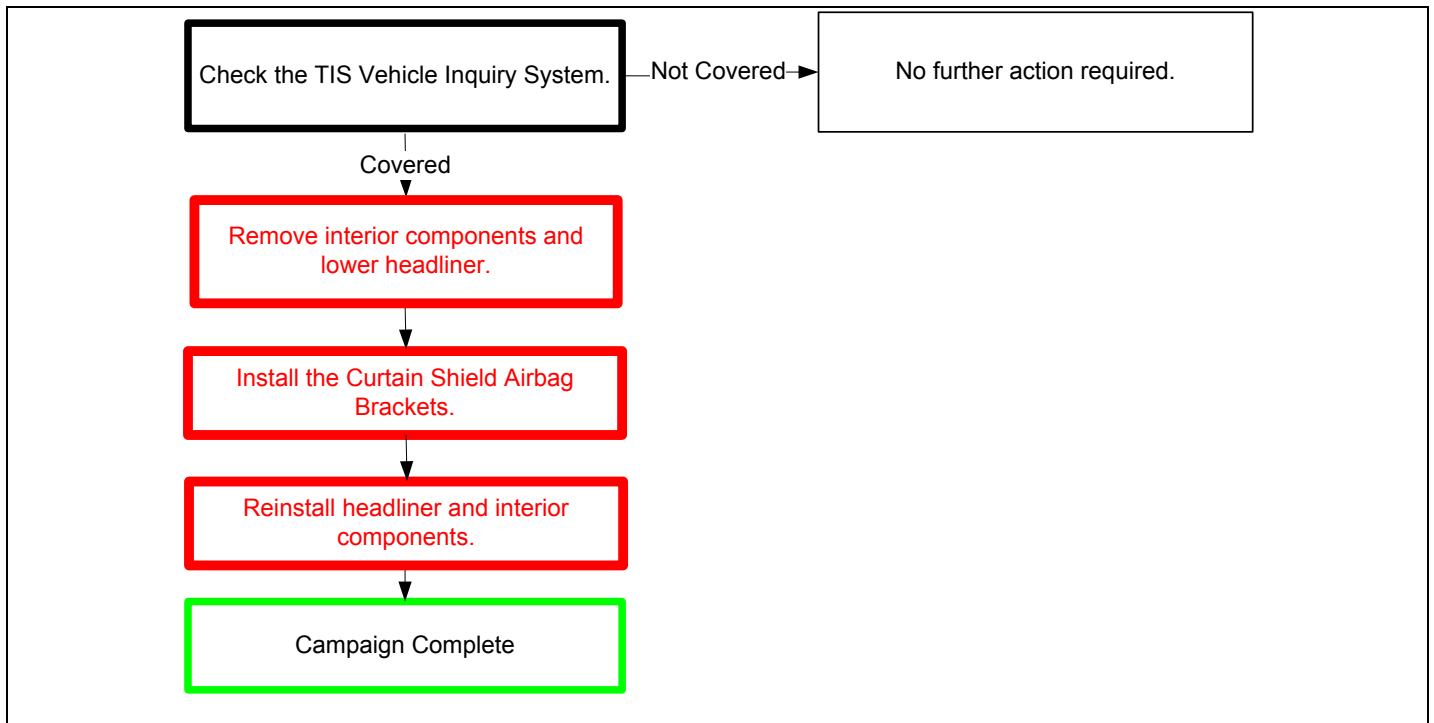 Check the TIS Vehicle Inquiry System.
Not Covered
No further action required.
Covered
Remove interior components and
lower headliner.
Install the Curtain Shield Airbag
Brackets.
Reinstall headliner and interior
components.
Campaign Complete